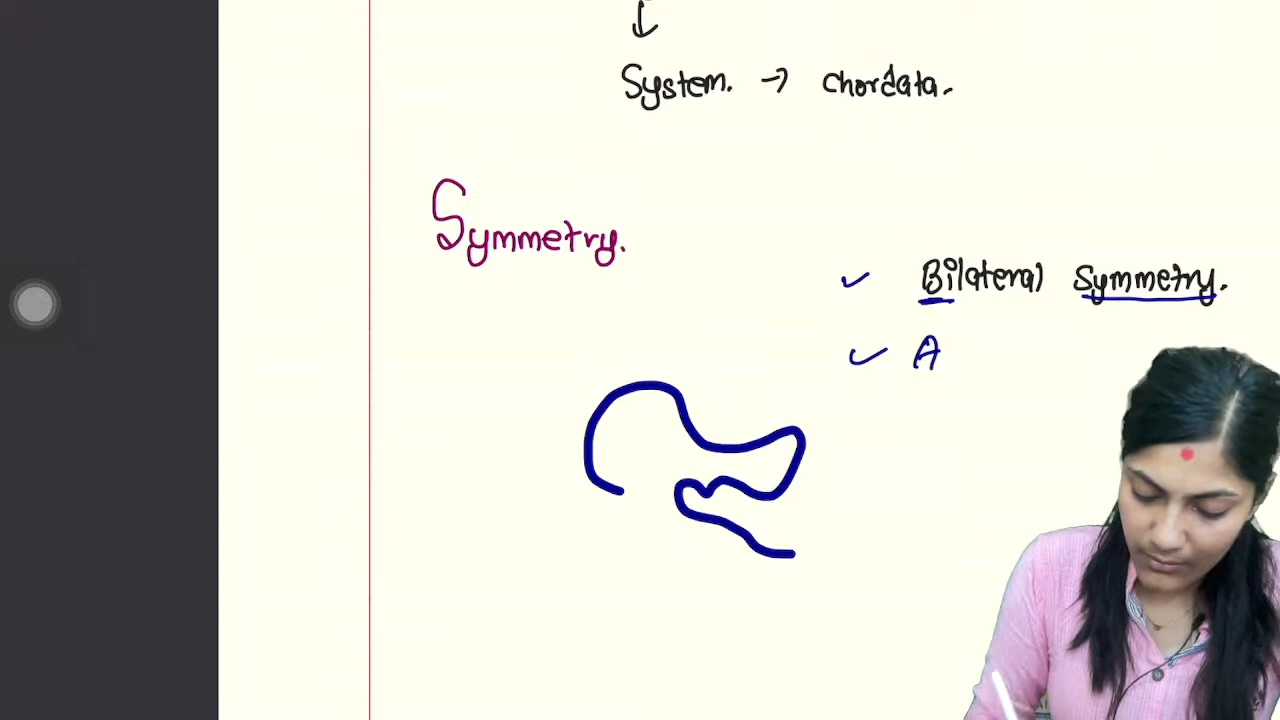 System. → Chordata.
Symmetry.
✓ Bilateral Symmetry.
✓ A